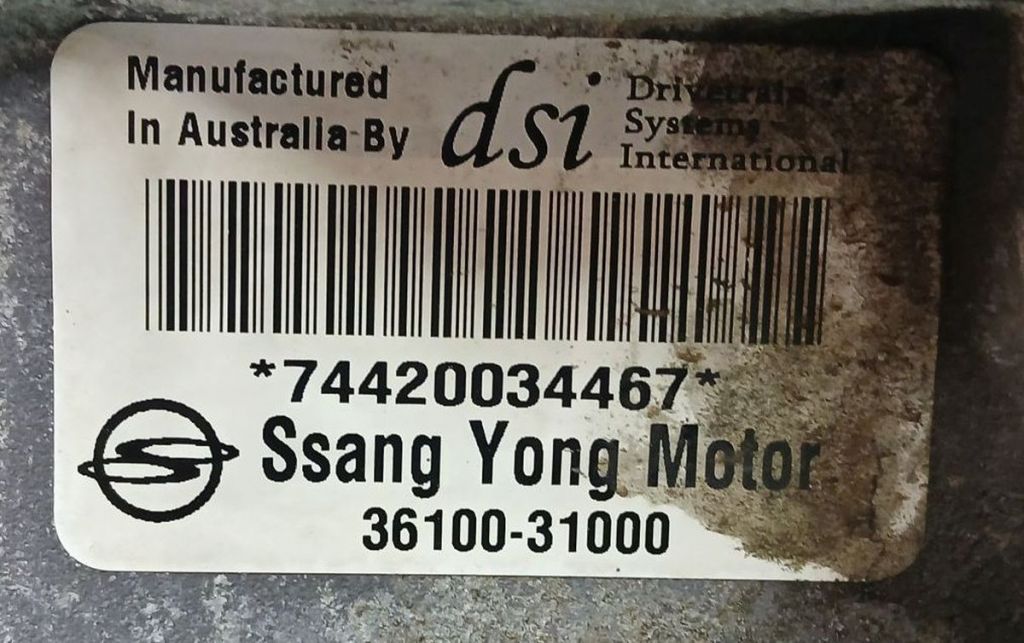 Manufactured
In Australia By
dsi
Drivetrain
Systems
International
*74420034467*
Ssang Yong Motor
36100-31000